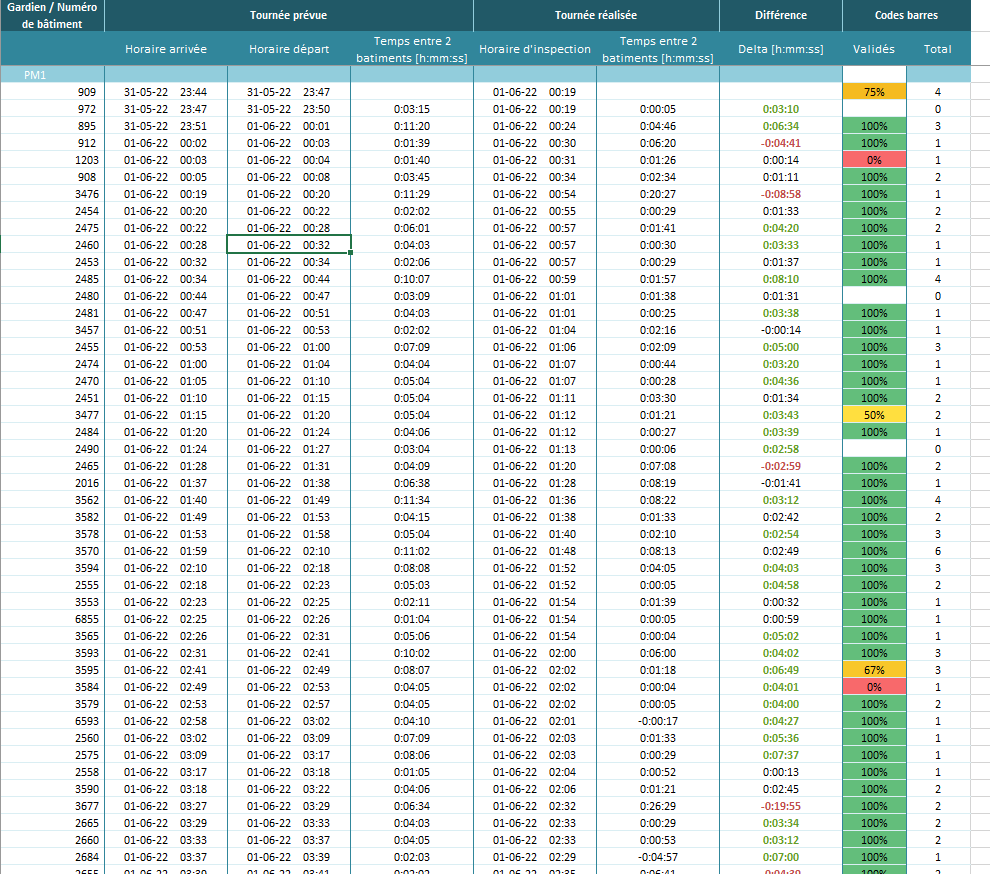 Gardien / Numéro de bâtiment Tournée prévue Tournée réalisée Différence Codes barres
Horaire arrivée Horaire départ Temps entre 2 batiments [h:mm:ss] Horaire d'inspection Temps entre 2 batiments [h:mm:ss] Delta [h:mm:ss] Validés Total
PM1
909 31-05-22 23:44 31-05-22 23:47 01-06-22 00:19 75% 4
972 31-05-22 23:47 31-05-22 23:50 0:03:15 01-06-22 00:19 0:00:05 0:03:10 0
895 31-05-22 23:51 01-06-22 00:01 0:11:20 01-06-22 00:24 0:04:46 0:06:34 100% 3
912 01-06-22 00:02 01-06-22 00:03 0:01:39 01-06-22 00:30 0:06:20 -0:04:41 100% 1
1203 01-06-22 00:03 01-06-22 00:04 0:01:40 01-06-22 00:31 0:01:26 0:00:14 0% 1
908 01-06-22 00:05 01-06-22 00:08 0:03:45 01-06-22 00:34 0:02:34 0:01:11 100% 2
3476 01-06-22 00:19 01-06-22 00:20 0:11:29 01-06-22 00:54 0:20:27 -0:08:58 100% 1
2454 01-06-22 00:20 01-06-22 00:22 0:02:02 01-06-22 00:55 0:00:29 0:01:33 100% 2
2475 01-06-22 00:22 01-06-22 00:28 0:06:01 01-06-22 00:57 0:01:41 0:04:20 100% 2
2460 01-06-22 00:28 01-06-22 00:32 0:04:03 01-06-22 00:57 0:00:30 0:03:33 100% 1
2453 01-06-22 00:32 01-06-22 00:34 0:02:06 01-06-22 00:57 0:00:29 0:01:37 100% 1
2485 01-06-22 00:34 01-06-22 00:44 0:10:07 01-06-22 00:59 0:01:57 0:08:10 100% 4
2480 01-06-22 00:44 01-06-22 00:47 0:03:09 01-06-22 01:01 0:01:38 0:01:31 0
2481 01-06-22 00:47 01-06-22 00:51 0:04:03 01-06-22 01:01 0:00:25 0:03:38 100% 1
3457 01-06-22 00:51 01-06-22 00:53 0:02:02 01-06-22 01:04 0:02:16 -0:00:14 100% 1
2455 01-06-22 00:53 01-06-22 01:00 0:07:09 01-06-22 01:06 0:02:09 0:05:00 100% 3
2474 01-06-22 01:00 01-06-22 01:04 0:04:04 01-06-22 01:07 0:00:44 0:03:20 100% 1
2470 01-06-22 01:05 01-06-22 01:10 0:05:04 01-06-22 01:07 0:00:28 0:04:36 100% 1
2451 01-06-22 01:10 01-06-22 01:15 0:05:04 01-06-22 01:11 0:03:30 0:01:34 100% 2
3477 01-06-22 01:15 01-06-22 01:20 0:05:04 01-06-22 01:12 0:01:21 0:03:43 50% 2
2484 01-06-22 01:20 01-06-22 01:24 0:04:06 01-06-22 01:12 0:00:27 0:03:39 100% 1
2490 01-06-22 01:24 01-06-22 01:27 0:03:04 01-06-22 01:13 0:00:06 0:02:58 0
2465 01-06-22 01:28 01-06-22 01:31 0:04:09 01-06-22 01:20 0:07:08 -0:02:59 100% 2
2016 01-06-22 01:37 01-06-22 01:38 0:06:38 01-06-22 01:28 0:08:19 -0:01:41 100% 1
3562 01-06-22 01:40 01-06-22 01:49 0:11:34 01-06-22 01:36 0:08:22 0:03:12 100% 4
3582 01-06-22 01:49 01-06-22 01:53 0:04:15 01-06-22 01:38 0:01:33 0:02:42 100% 2
3578 01-06-22 01:53 01-06-22 01:58 0:05:04 01-06-22 01:40 0:02:10 0:02:54 100% 3
3570 01-06-22 01:59 01-06-22 02:10 0:11:02 01-06-22 01:48 0:08:13 0:02:49 100% 6
3594 01-06-22 02:10 01-06-22 02:18 0:08:08 01-06-22 01:52 0:04:05 0:04:03 100% 3
2555 01-06-22 02:18 01-06-22 02:23 0:05:03 01-06-22 01:52 0:00:05 0:04:58 100% 2
3553 01-06-22 02:23 01-06-22 02:25 0:02:11 01-06-22 01:54 0:01:39 0:00:32 100% 1
6855 01-06-22 02:25 01-06-22 02:26 0:01:04 01-06-22 01:54 0:00:05 0:00:59 100% 1
3565 01-06-22 02:26 01-06-22 02:31 0:05:06 01-06-22 01:54 0:00:04 0:05:02 100% 1
3593 01-06-22 02:31 01-06-22 02:41 0:10:02 01-06-22 02:00 0:06:00 0:04:02 100% 3
3595 01-06-22 02:41 01-06-22 02:49 0:08:07 01-06-22 02:02 0:01:18 0:06:49 67% 3
3584 01-06-22 02:49 01-06-22 02:53 0:04:05 01-06-22 02:02 0:00:04 0:04:01 0% 1
3579 01-06-22 02:53 01-06-22 02:57 0:04:05 01-06-22 02:02 0:00:05 0:04:00 100% 2
6593 01-06-22 02:58 01-06-22 03:02 0:04:10 01-06-22 02:01 -0:00:17 0:04:27 100% 1
2560 01-06-22 03:02 01-06-22 03:09 0:07:09 01-06-22 02:03 0:01:33 0:05:36 100% 1
2575 01-06-22 03:09 01-06-22 03:17 0:08:06 01-06-22 02:03 0:00:29 0:07:37 100% 1
2558 01-06-22 03:17 01-06-22 03:18 0:01:05 01-06-22 02:04 0:00:52 0:00:13 100% 1
3590 01-06-22 03:18 01-06-22 03:22 0:04:06 01-06-22 02:06 0:01:21 0:02:45 100% 2
3677 01-06-22 03:27 01-06-22 03:29 0:06:34 01-06-22 02:32 0:26:29 -0:19:55 100% 2
2665 01-06-22 03:29 01-06-22 03:33 0:04:03 01-06-22 02:33 0:00:29 0:03:34 100% 2
2660 01-06-22 03:33 01-06-22 03:37 0:04:05 01-06-22 02:33 0:00:53 0:03:12 100% 2
2684 01-06-22 03:37 01-06-22 03:39 0:02:03 01-06-22 02:29 -0:04:57 0:07:00 100% 1